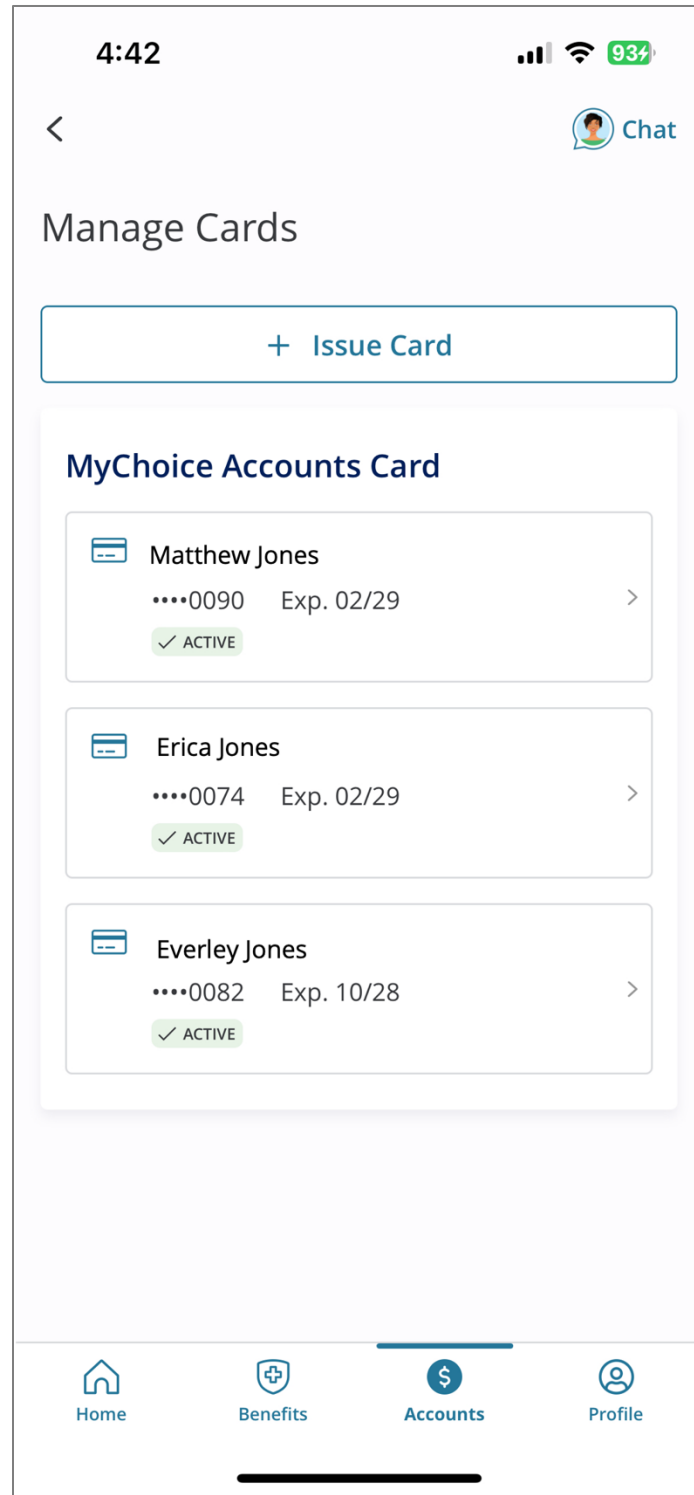 4:42
93
Chat
Manage Cards
+ Issue Card
MyChoice Accounts Card
Matthew Jones
••••0090 Exp. 02/29
✓ ACTIVE
Erica Jones
••••0074 Exp. 02/29
✓ ACTIVE
Everley Jones
••••0082 Exp. 10/28
✓ ACTIVE
Home Benefits Accounts Profile